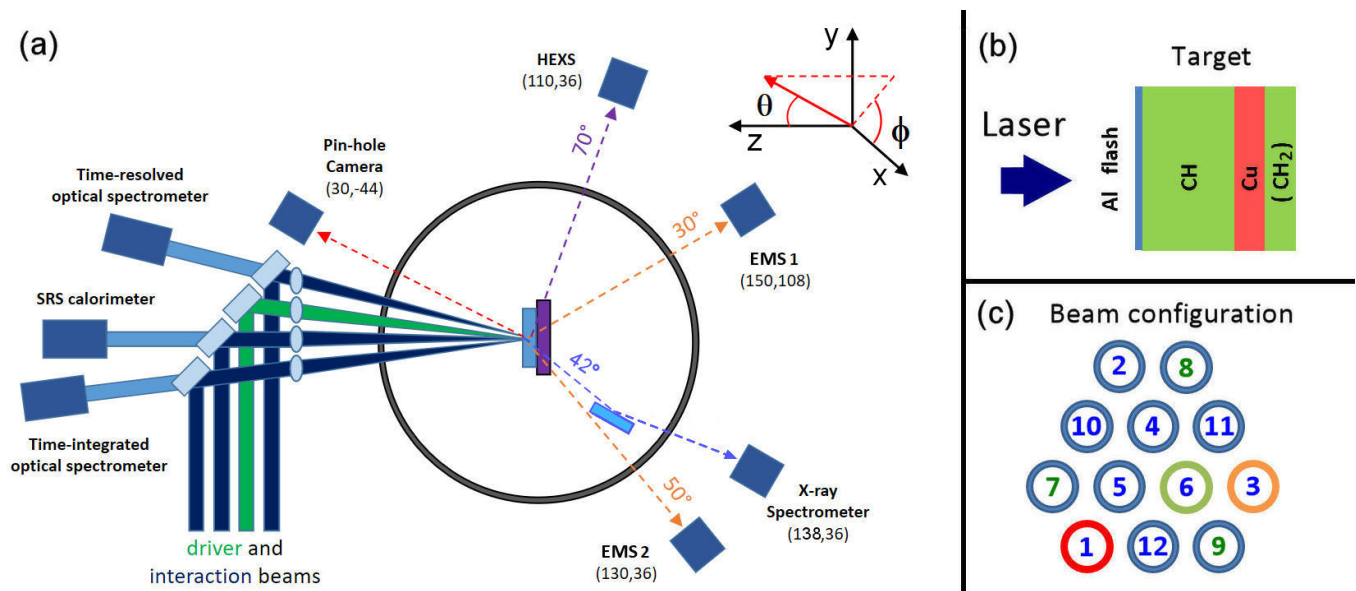 (a)
HEXS
(110,36)
70°
Pin-hole
Camera
(30,-44)
Time-resolved
optical spectrometer
SRS calorimeter
Time-integrated
optical spectrometer
driver and
interaction beams
30°
EMS 1
(150,108)
42°
X-ray
Spectrometer
(138,36)
50°
EMS 2
(130,36)
y
θ
z
ϕ
x
(b)
Target
Laser
Al flash
CH
Cu
(CH2)
(c)
Beam configuration
2 8
10 4 11
7 5 6 3
1 12 9